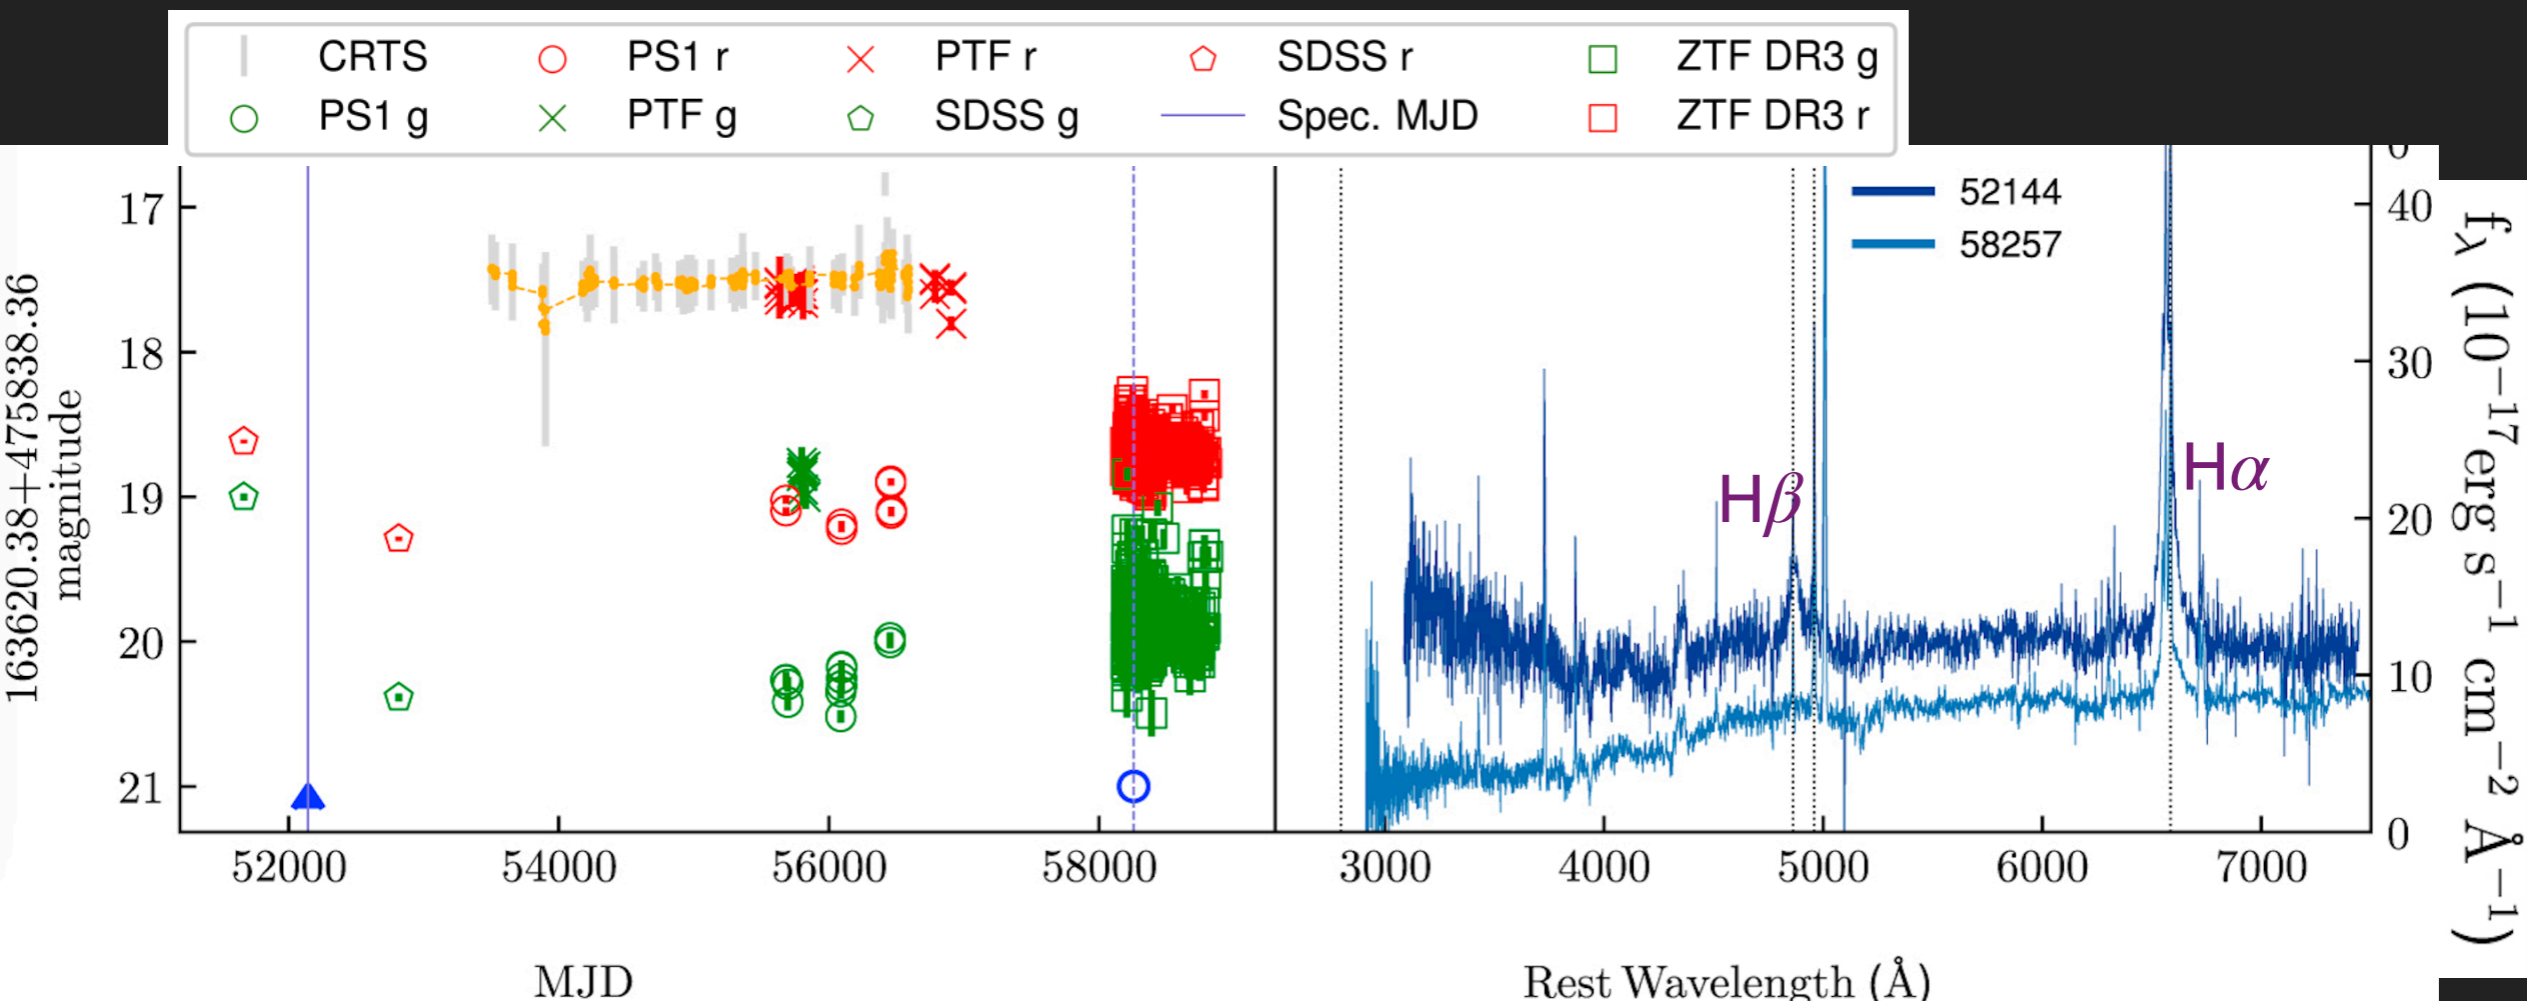 CRTS PS1 r PTF r SDSS r ZTF DR3 g
PS1 g PTF g SDSS g Spec. MJD ZTF DR3 r
163620.38+475838.36
magnitude
17
18
19
20
21
52000 54000 56000 58000
MJD
52144
58257
Hβ
Hα
3000 4000 5000 6000 7000
Rest Wavelength (Å)
0
40
30
20
10
0
f_λ (10⁻¹⁷erg s⁻¹ cm⁻² Å⁻¹)